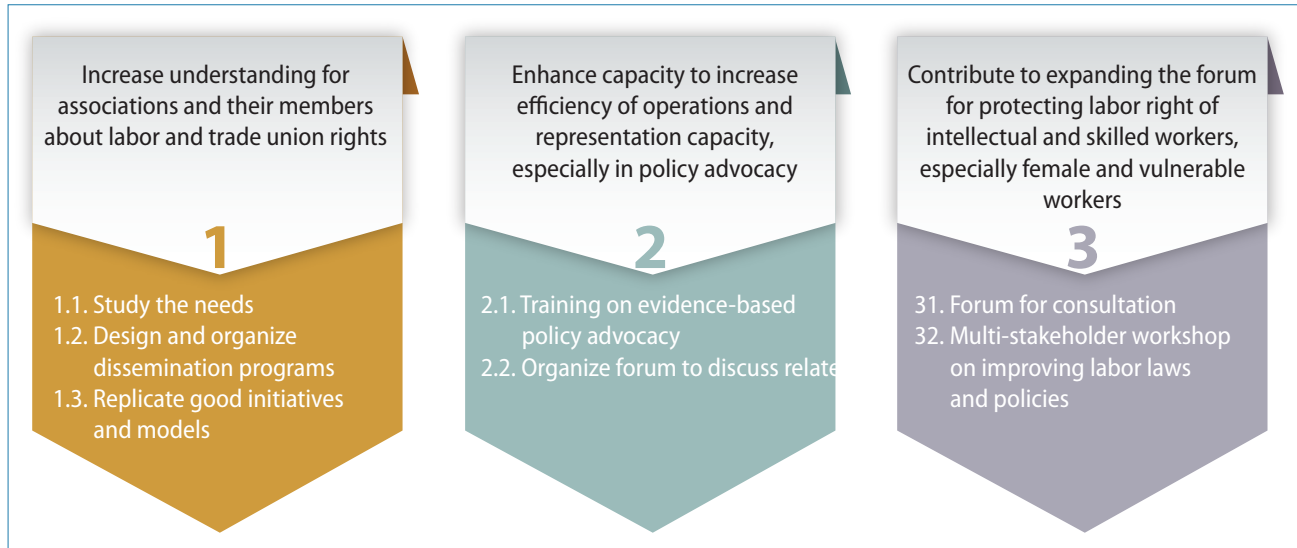 Increase understanding for
associations and their members
about labor and trade union rights
1
1.1. Study the needs
1.2. Design and organize
dissemination programs
1.3. Replicate good initiatives
and models
Enhance capacity to increase
efficiency of operations and
representation capacity,
especially in policy advocacy
2
2.1. Training on evidence-based
policy advocacy
2.2. Organize forum to discuss relate
Contribute to expanding the forum
for protecting labor right of
intellectual and skilled workers,
especially female and vulnerable
workers
3
31. Forum for consultation
32. Multi-stakeholder workshop
on improving labor laws
and policies